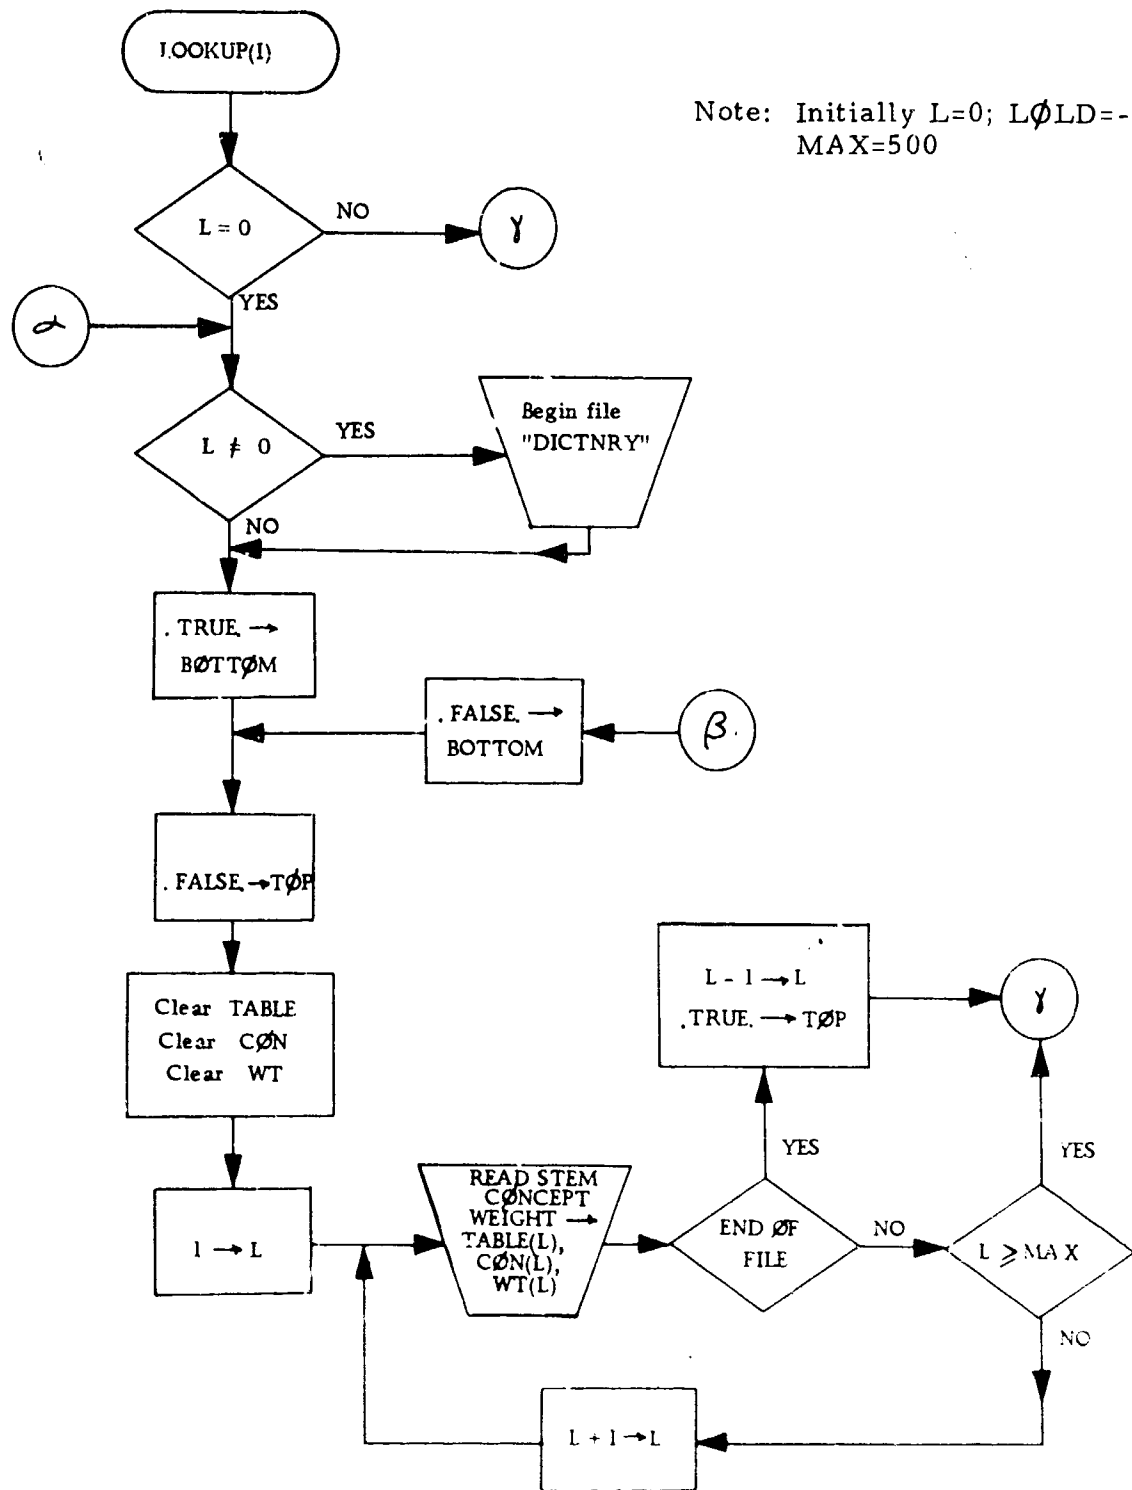 LOOKUP(I)
Note: Initially L=0; LØLD=-
MAX=500
L = 0
NO
γ
YES
α
L ≠ 0
YES
Begin file
"DICTNRY"
NO
.TRUE. →
BØTTØM
.FALSE. →
BOTTOM
β.
.FALSE. → TØP
Clear TABLE
Clear CØN
Clear WT
L - 1 → L
.TRUE. → TØP
γ
YES
YES
1 → L
READ STEM
CØNCEPT
WEIGHT →
TABLE(L),
CØN(L),
WT(L)
END ØF
FILE
NO
L ⩾ MAX
NO
L + 1 → L